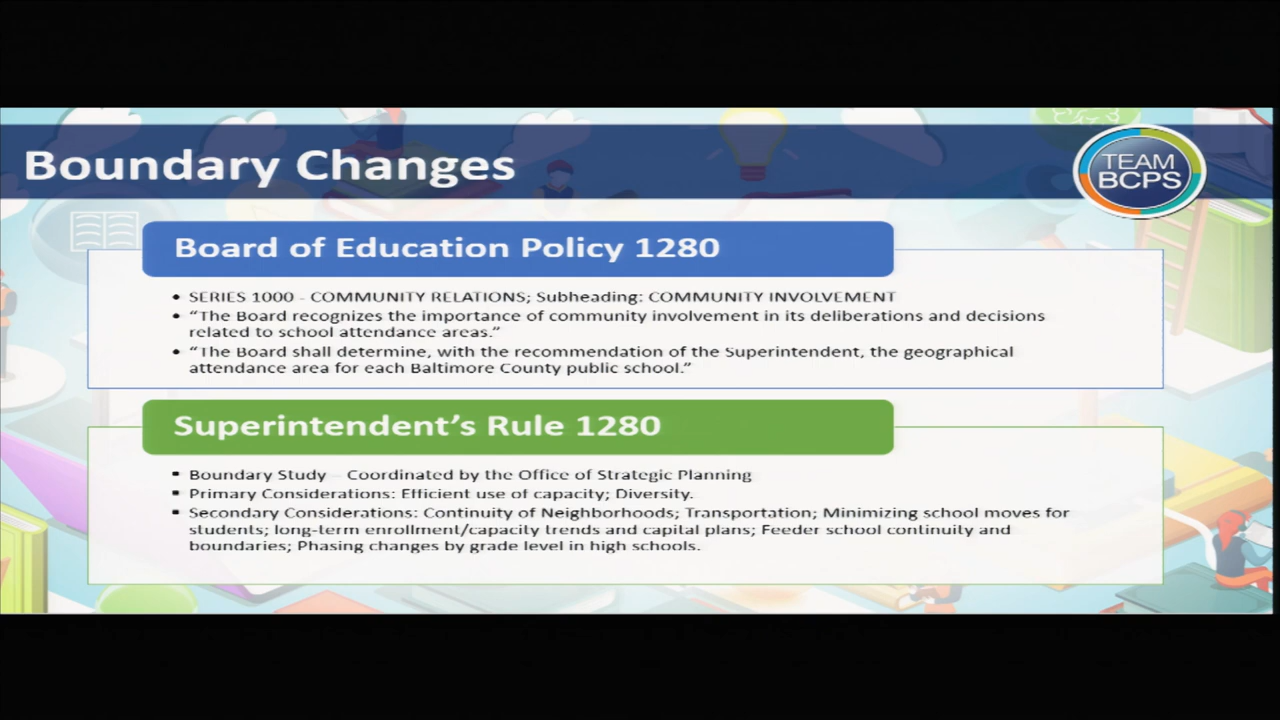 Boundary Changes
TEAM
BCPS
Board of Education Policy 1280
• SERIES 1000 - COMMUNITY RELATIONS; Subheading: COMMUNITY INVOLVEMENT
• “The Board recognizes the importance of community involvement in its deliberations and decisions
related to school attendance areas.”
• “The Board shall determine, with the recommendation of the Superintendent, the geographical
attendance area for each Baltimore County public school.”
Superintendent’s Rule 1280
▪ Boundary Study – Coordinated by the Office of Strategic Planning
▪ Primary Considerations: Efficient use of capacity; Diversity.
▪ Secondary Considerations: Continuity of Neighborhoods; Transportation; Minimizing school moves for
students; long-term enrollment/capacity trends and capital plans; Feeder school continuity and
boundaries; Phasing changes by grade level in high schools.